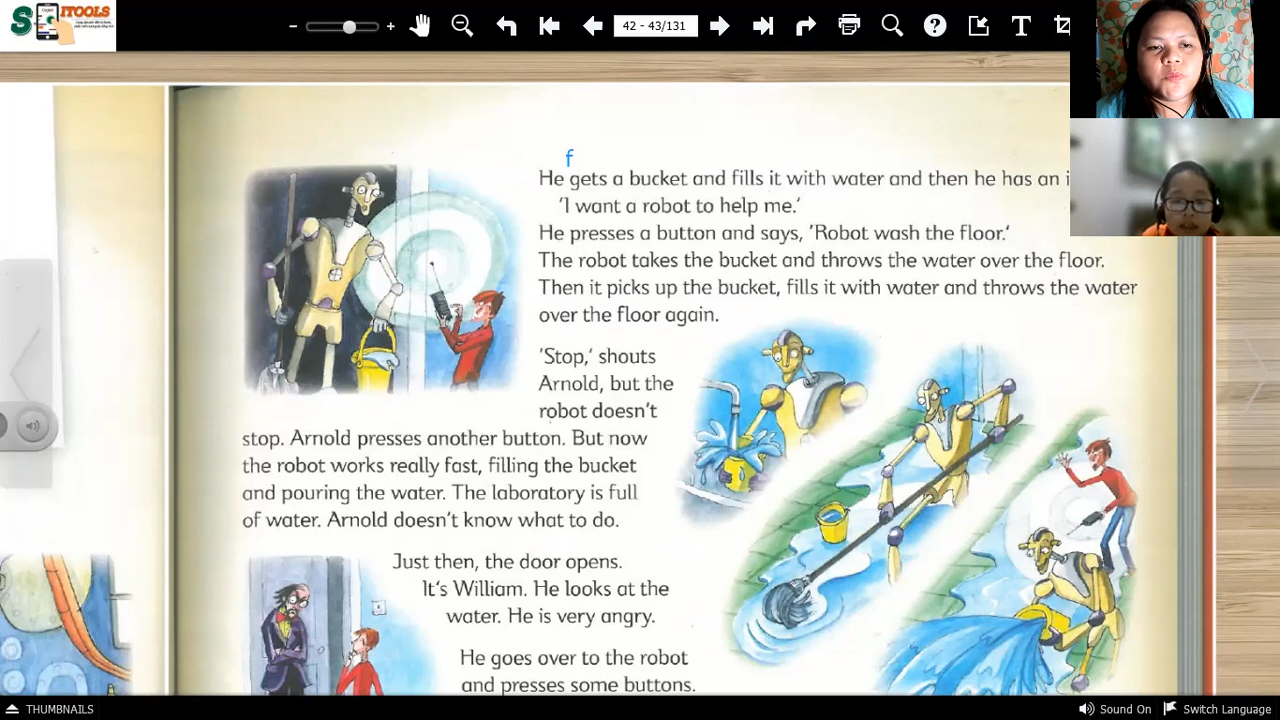 ITOOLS
42 - 43/131
f
He gets a bucket and fills it with water and then he has an i
'I want a robot to help me.'
He presses a button and says, 'Robot wash the floor.'
The robot takes the bucket and throws the water over the floor.
Then it picks up the bucket, fills it with water and throws the water
over the floor again.
'Stop,' shouts
Arnold, but the
robot doesn't
stop. Arnold presses another button. But now
the robot works really fast, filling the bucket
and pouring the water. The laboratory is full
of water. Arnold doesn't know what to do.
Just then, the door opens.
It's William. He looks at the
water. He is very angry.
He goes over to the robot
and presses some buttons.
THUMBNAILS
Sound On
Switch Language